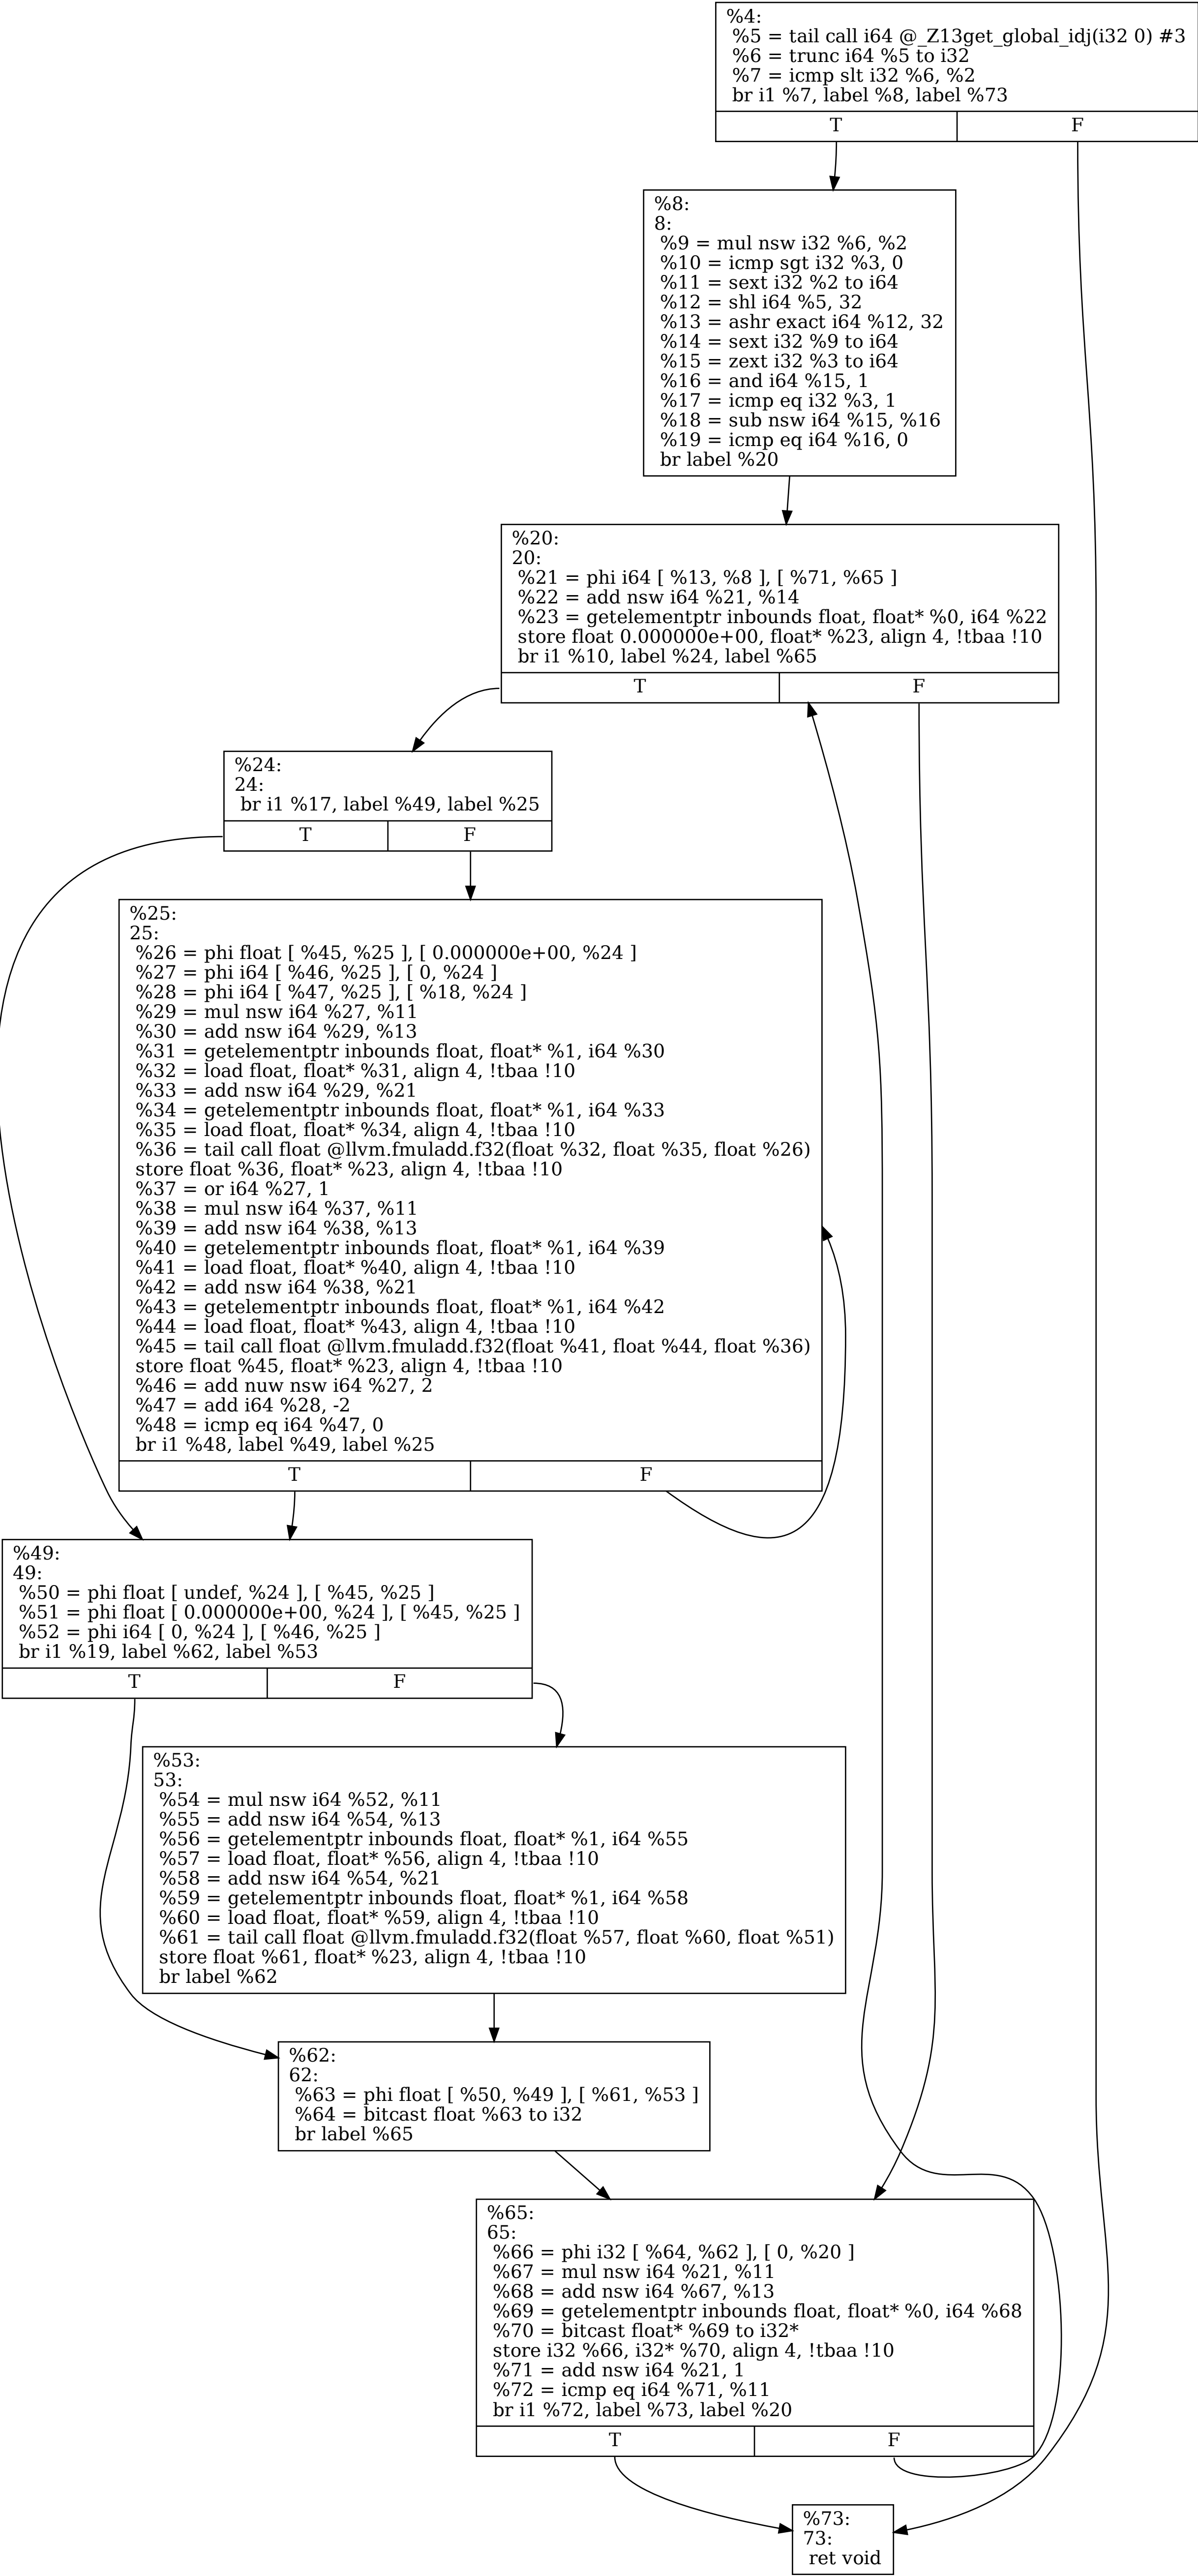 %4:
%5 = tail call i64 @_Z13get_global_idj(i32 0) #3
%6 = trunc i64 %5 to i32
%7 = icmp slt i32 %6, %2
br i1 %7, label %8, label %73
T F
%8:
8:
%9 = mul nsw i32 %6, %2
%10 = icmp sgt i32 %3, 0
%11 = sext i32 %2 to i64
%12 = shl i64 %5, 32
%13 = ashr exact i64 %12, 32
%14 = sext i32 %9 to i64
%15 = zext i32 %3 to i64
%16 = and i64 %15, 1
%17 = icmp eq i32 %3, 1
%18 = sub nsw i64 %15, %16
%19 = icmp eq i64 %16, 0
br label %20
%20:
20:
%21 = phi i64 [ %13, %8 ], [ %71, %65 ]
%22 = add nsw i64 %21, %14
%23 = getelementptr inbounds float, float* %0, i64 %22
store float 0.000000e+00, float* %23, align 4, !tbaa !10
br i1 %10, label %24, label %65
T F
%24:
24:
br i1 %17, label %49, label %25
T F
%25:
25:
%26 = phi float [ %45, %25 ], [ 0.000000e+00, %24 ]
%27 = phi i64 [ %46, %25 ], [ 0, %24 ]
%28 = phi i64 [ %47, %25 ], [ %18, %24 ]
%29 = mul nsw i64 %27, %11
%30 = add nsw i64 %29, %13
%31 = getelementptr inbounds float, float* %1, i64 %30
%32 = load float, float* %31, align 4, !tbaa !10
%33 = add nsw i64 %29, %21
%34 = getelementptr inbounds float, float* %1, i64 %33
%35 = load float, float* %34, align 4, !tbaa !10
%36 = tail call float @llvm.fmuladd.f32(float %32, float %35, float %26)
store float %36, float* %23, align 4, !tbaa !10
%37 = or i64 %27, 1
%38 = mul nsw i64 %37, %11
%39 = add nsw i64 %38, %13
%40 = getelementptr inbounds float, float* %1, i64 %39
%41 = load float, float* %40, align 4, !tbaa !10
%42 = add nsw i64 %38, %21
%43 = getelementptr inbounds float, float* %1, i64 %42
%44 = load float, float* %43, align 4, !tbaa !10
%45 = tail call float @llvm.fmuladd.f32(float %41, float %44, float %36)
store float %45, float* %23, align 4, !tbaa !10
%46 = add nuw nsw i64 %27, 2
%47 = add i64 %28, -2
%48 = icmp eq i64 %47, 0
br i1 %48, label %49, label %25
T F
%49:
49:
%50 = phi float [ undef, %24 ], [ %45, %25 ]
%51 = phi float [ 0.000000e+00, %24 ], [ %45, %25 ]
%52 = phi i64 [ 0, %24 ], [ %46, %25 ]
br i1 %19, label %62, label %53
T F
%53:
53:
%54 = mul nsw i64 %52, %11
%55 = add nsw i64 %54, %13
%56 = getelementptr inbounds float, float* %1, i64 %55
%57 = load float, float* %56, align 4, !tbaa !10
%58 = add nsw i64 %54, %21
%59 = getelementptr inbounds float, float* %1, i64 %58
%60 = load float, float* %59, align 4, !tbaa !10
%61 = tail call float @llvm.fmuladd.f32(float %57, float %60, float %51)
store float %61, float* %23, align 4, !tbaa !10
br label %62
%62:
62:
%63 = phi float [ %50, %49 ], [ %61, %53 ]
%64 = bitcast float %63 to i32
br label %65
%65:
65:
%66 = phi i32 [ %64, %62 ], [ 0, %20 ]
%67 = mul nsw i64 %21, %11
%68 = add nsw i64 %67, %13
%69 = getelementptr inbounds float, float* %0, i64 %68
%70 = bitcast float* %69 to i32*
store i32 %66, i32* %70, align 4, !tbaa !10
%71 = add nsw i64 %21, 1
%72 = icmp eq i64 %71, %11
br i1 %72, label %73, label %20
T F
%73:
73:
ret void